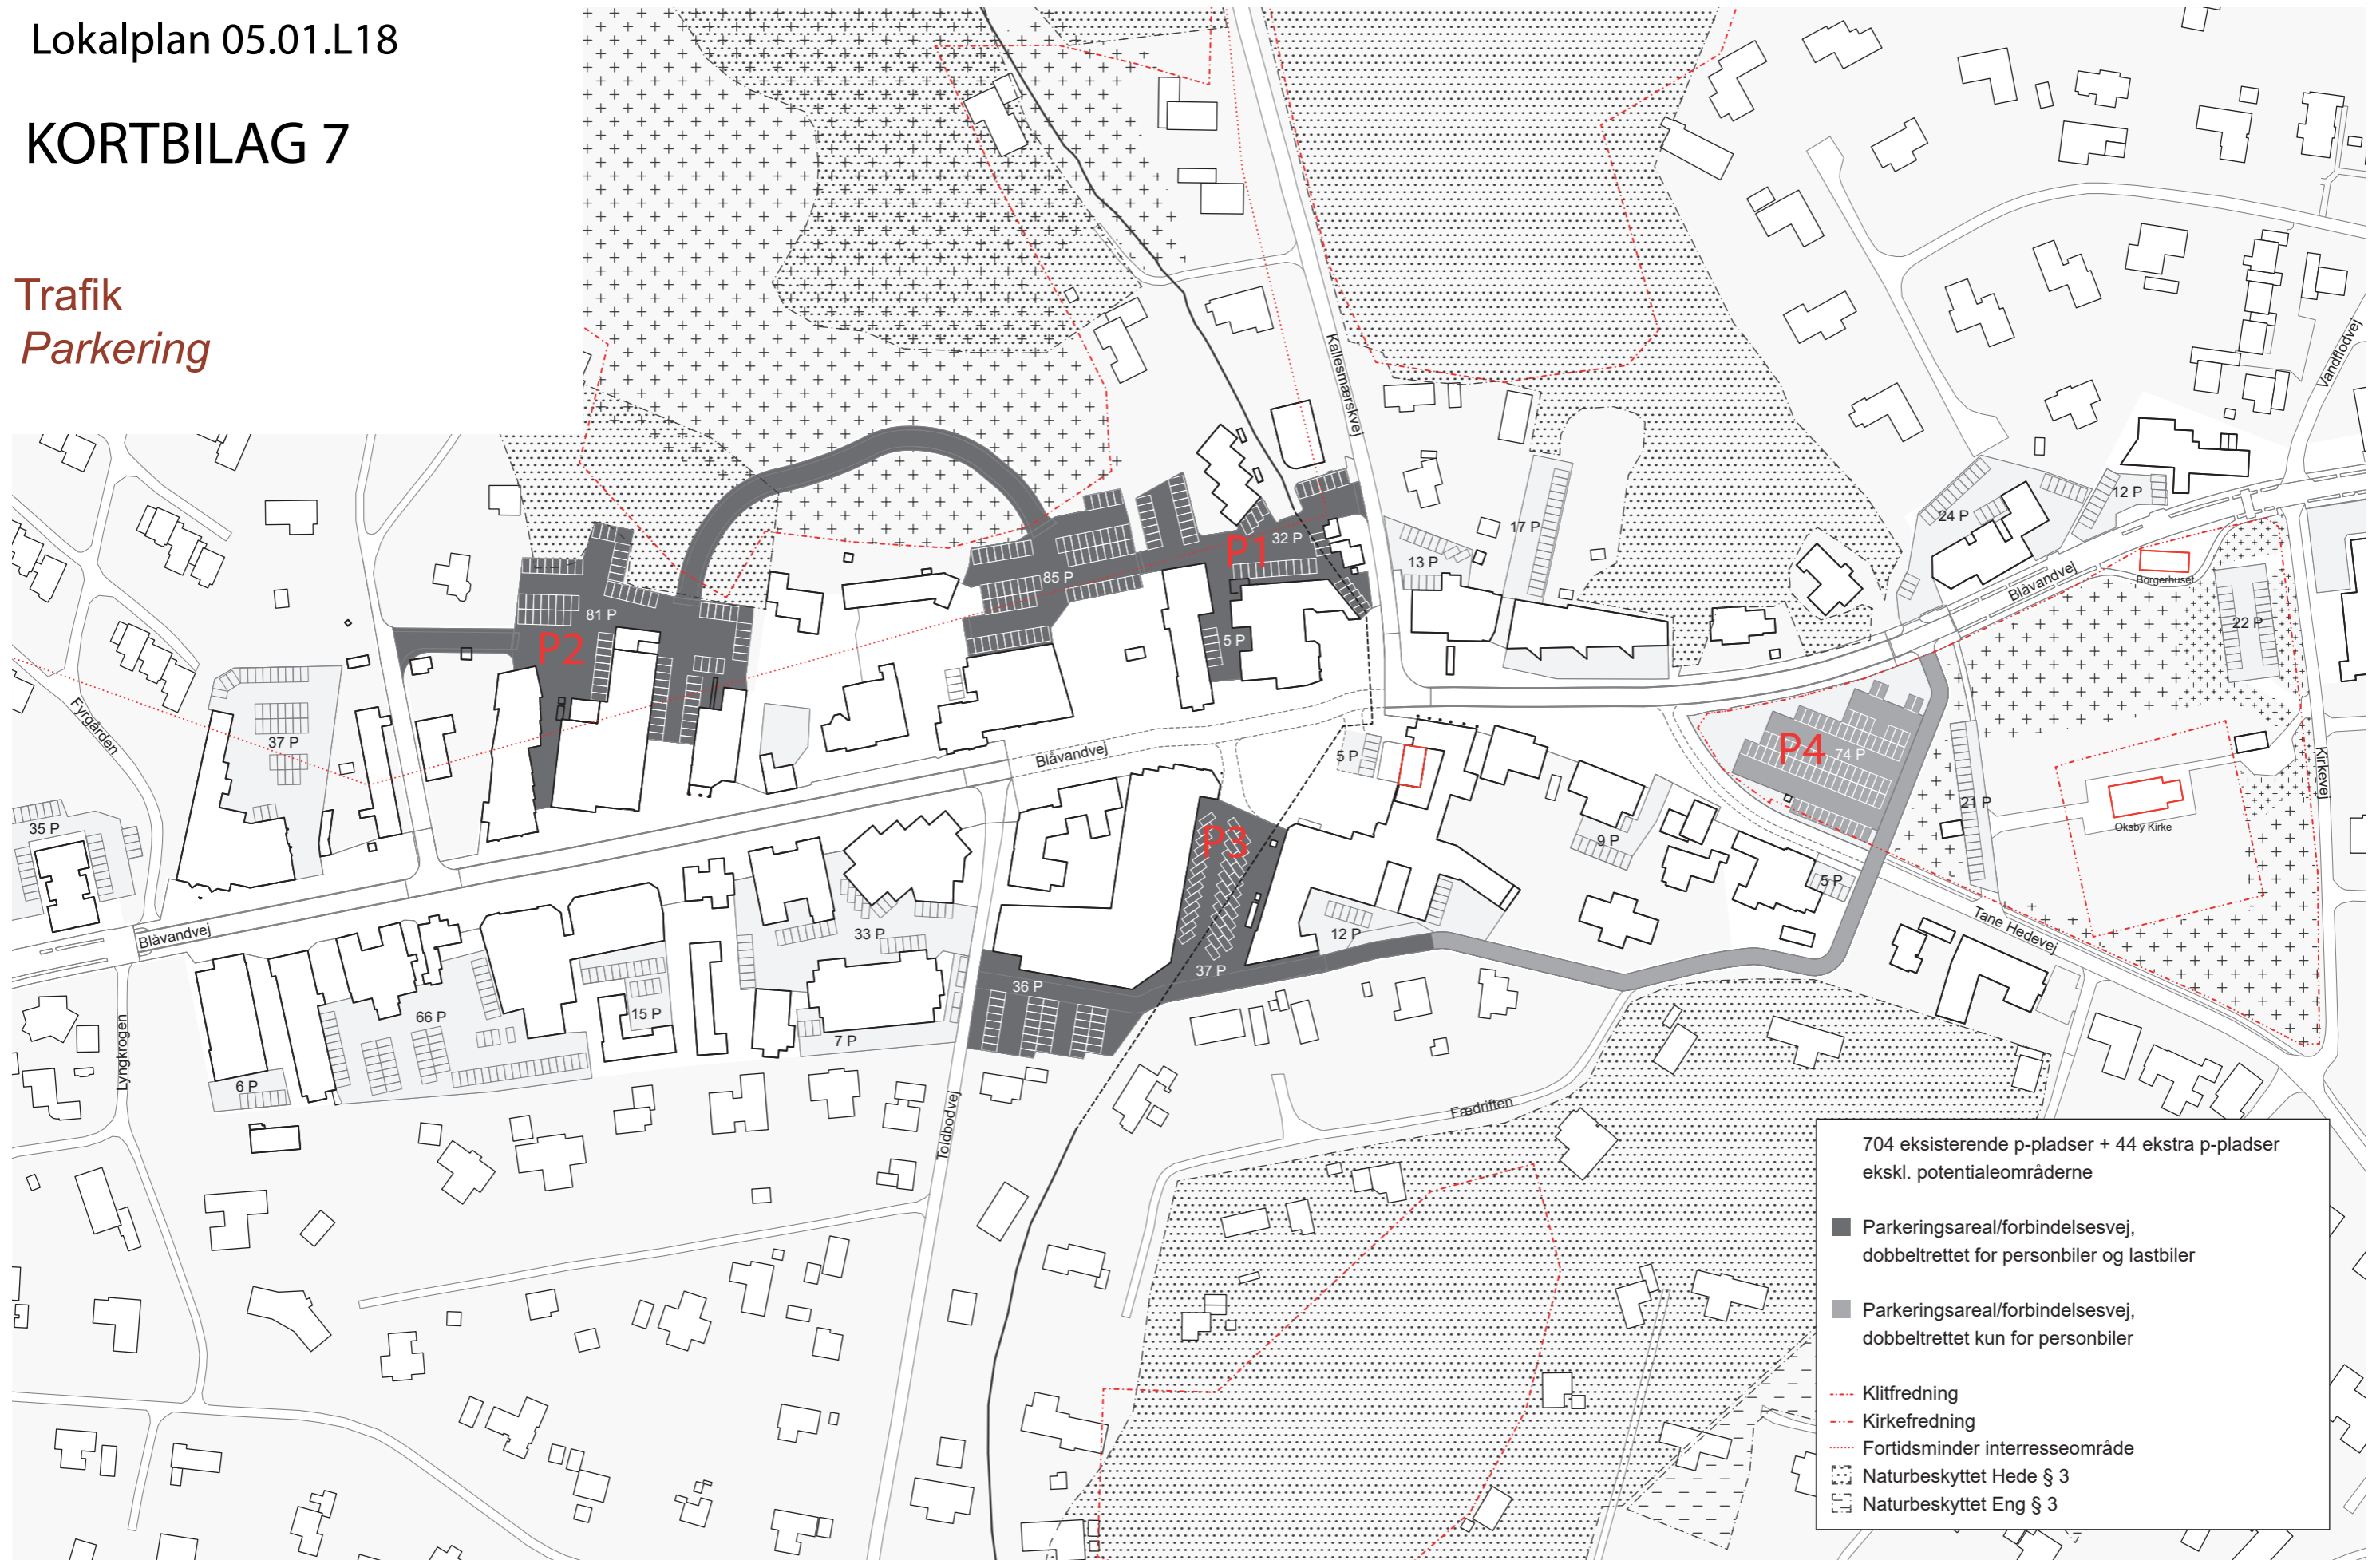 Lokalplan 05.01.L18
KORTBILAG 7
Trafik
Parkering
Kallesmærskvej
Vandflodvej
P1
32 P
85 P
81 P
P2
5 P
13 P
17 P
24 P
12 P
Blåvandvej
Borgerhuset
22 P
Kirkevej
Fyrgården
37 P
35 P
Blåvandvej
5 P
P4
74 P
21 P
Oksby Kirke
P3
9 P
5 P
Tane Hedevej
Blåvandvej
33 P
12 P
37 P
36 P
66 P
15 P
7 P
6 P
Lyngkrogen
Toldbodvej
Fædriften
704 eksisterende p-pladser + 44 ekstra p-pladser
ekskl. potentialeområderne
Parkeringsareal/forbindelsesvej,
dobbeltrettet for personbiler og lastbiler
Parkeringsareal/forbindelsesvej,
dobbeltrettet kun for personbiler
Klitfredning
Kirkefredning
Fortidsminder interresseområde
Naturbeskyttet Hede § 3
Naturbeskyttet Eng § 3